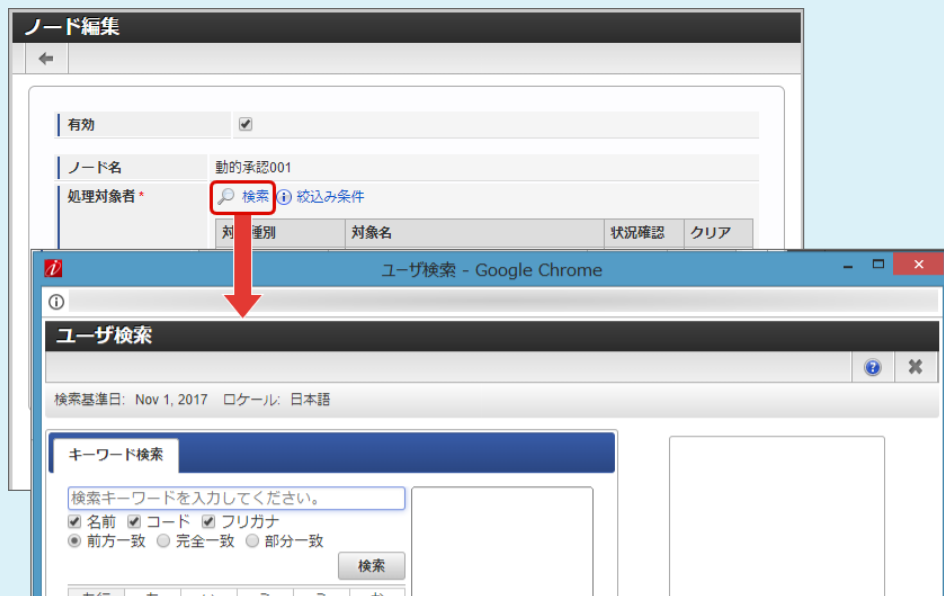 ノード編集
有効
ノード名 動的承認001
処理対象者* 検索 絞込み条件
対 種別 対象名 状況確認 クリア
ユーザ検索 - Google Chrome
ユーザ検索
検索基準日: Nov 1, 2017 ロケール: 日本語
キーワード検索
検索キーワードを入力してください。
名前 コード フリガナ
前方一致 完全一致 部分一致
検索